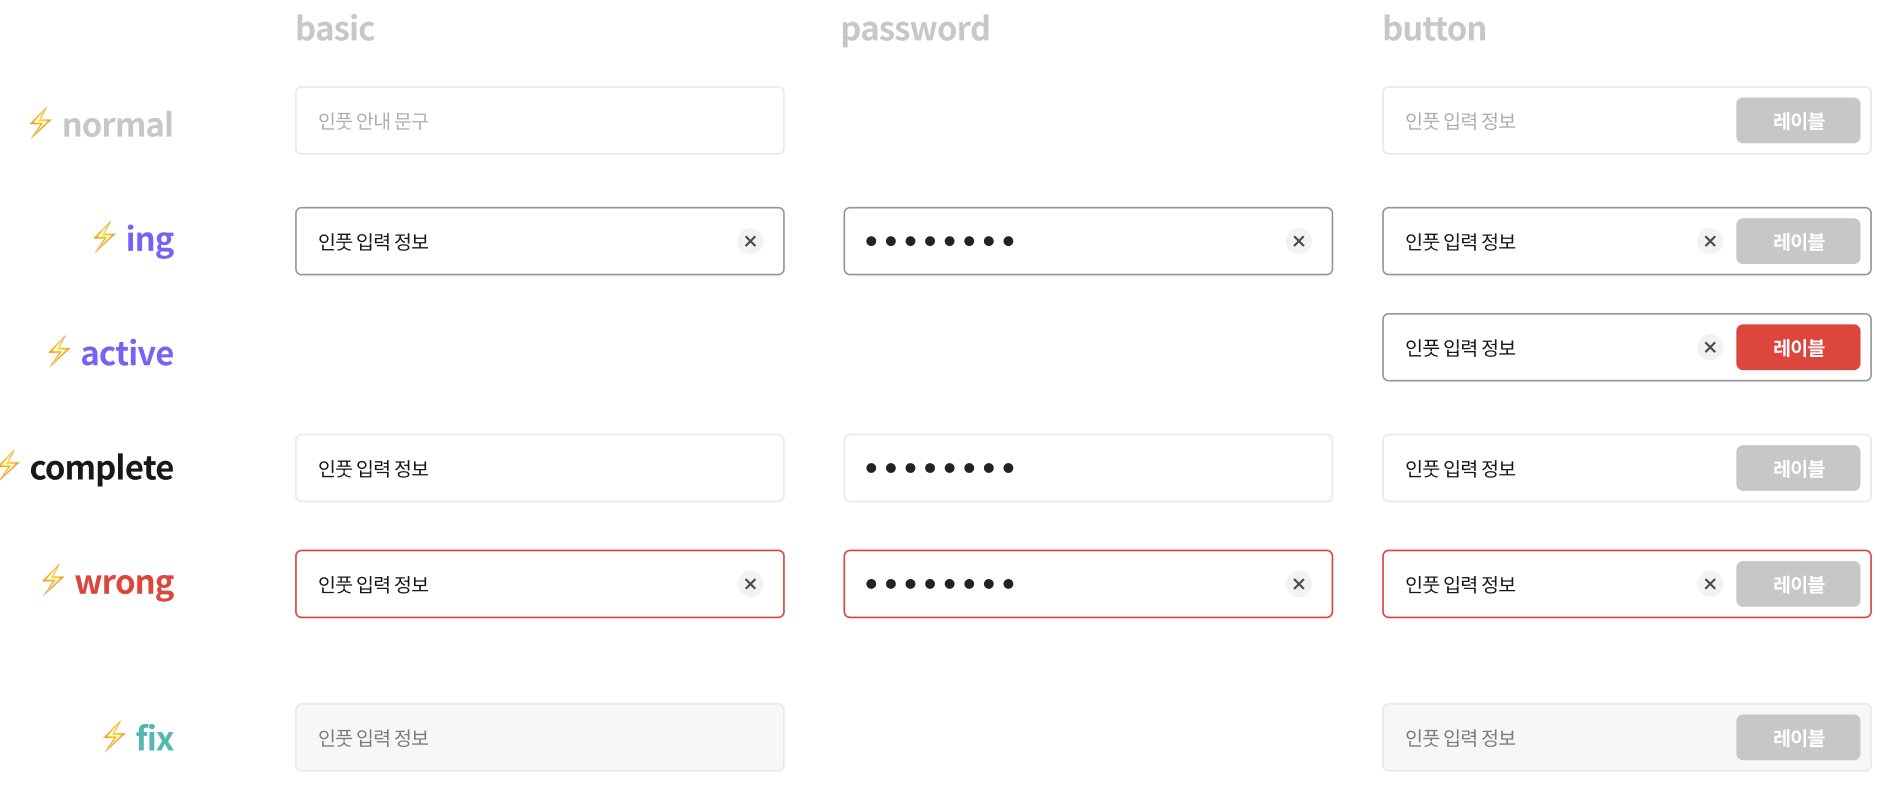 basic password button
⚡ normal 인풋 안내 문구 인풋 입력 정보 레이블
⚡ ing 인풋 입력 정보 ●●●●●●●● 인풋 입력 정보 레이블
⚡ active 인풋 입력 정보 레이블
⚡ complete 인풋 입력 정보 ●●●●●●●● 인풋 입력 정보 레이블
⚡ wrong 인풋 입력 정보 ●●●●●●●● 인풋 입력 정보 레이블
⚡ fix 인풋 입력 정보 인풋 입력 정보 레이블